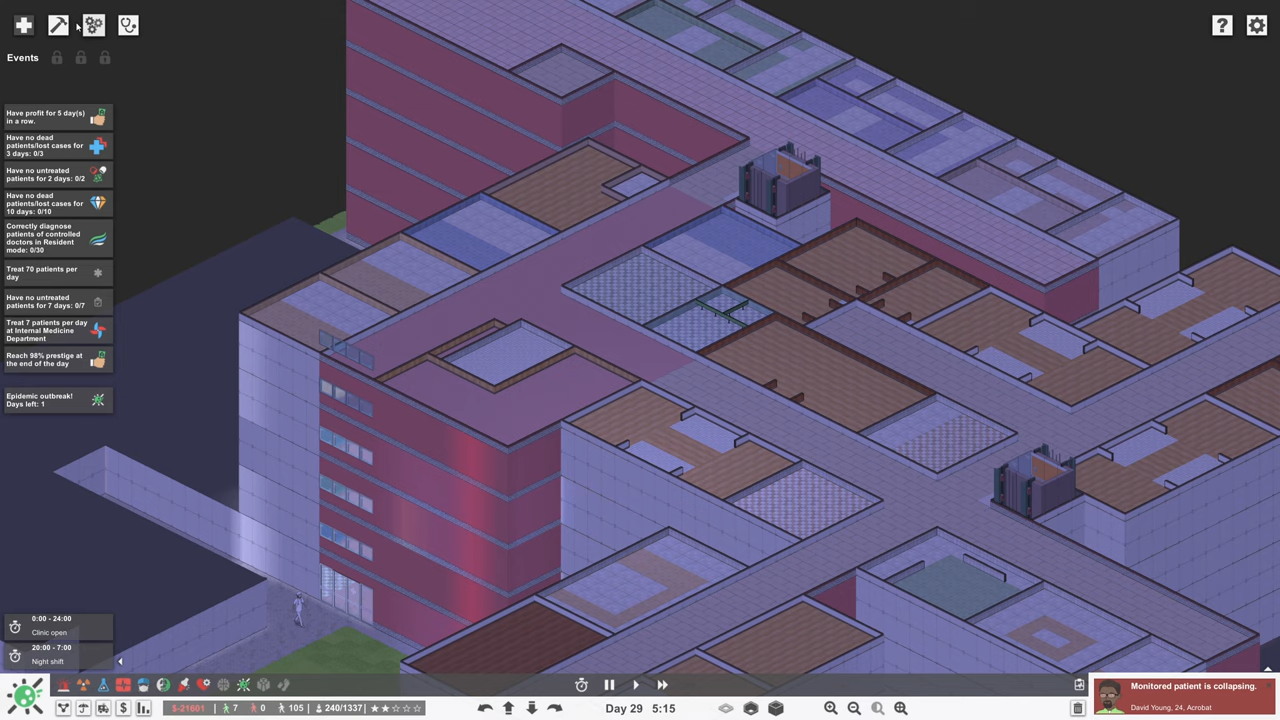 Events
Have profit for 5 day(s)
in a row.
Have no dead
patients/lost cases for
3 days: 0/3
Have no untreated
patients for 2 days: 0/2
Have no dead
patients/lost cases for
10 days: 0/10
Correctly diagnose
patients of controlled
doctors in Resident
mode: 0/30
Treat 70 patients per
day
Have no untreated
patients for 7 days: 0/7
Treat 7 patients per day
at Internal Medicine
Department
Reach 98% prestige at
the end of the day
Epidemic outbreak!
Days left: 1
0:00 - 24:00
Clinic open
20:00 - 7:00
Night shift
$-21601 7 0 105 240/1337
Day 29 5:15
Monitored patient is collapsing.
David Young, 24, Acrobat